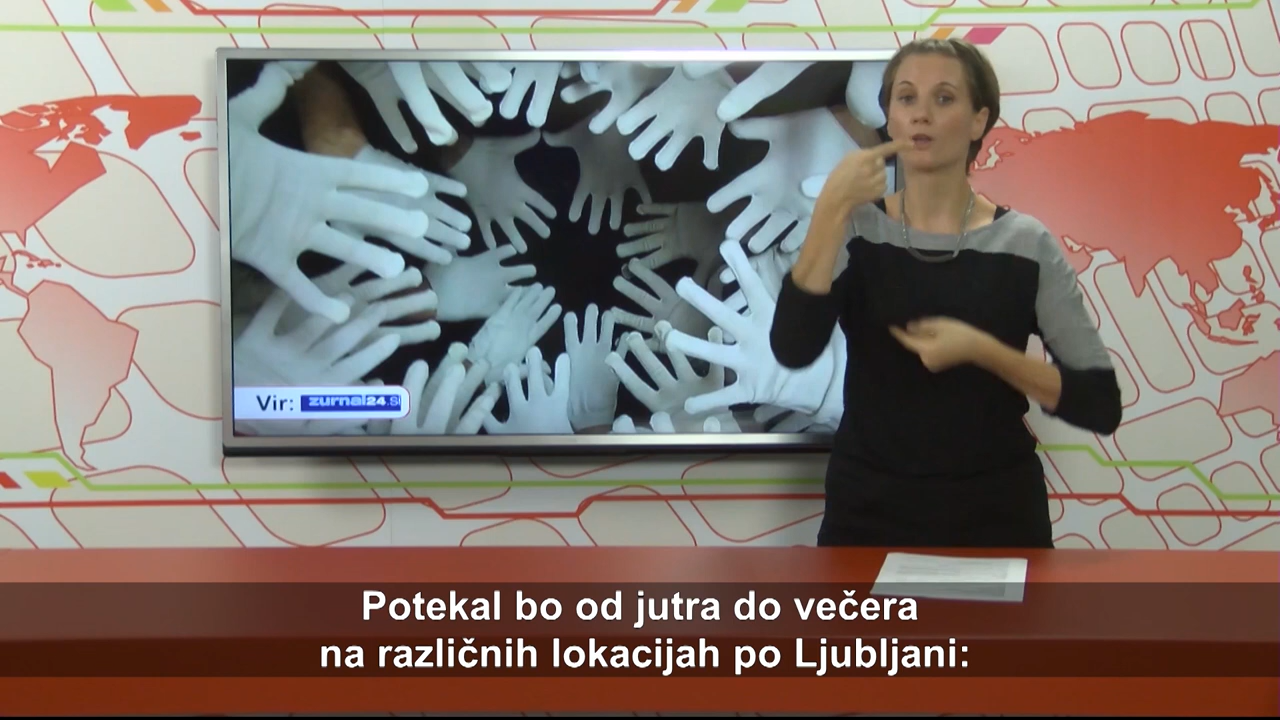 Vir: zurnal24.si
Potekal bo od jutra do večera
na različnih lokacijah po Ljubljani: